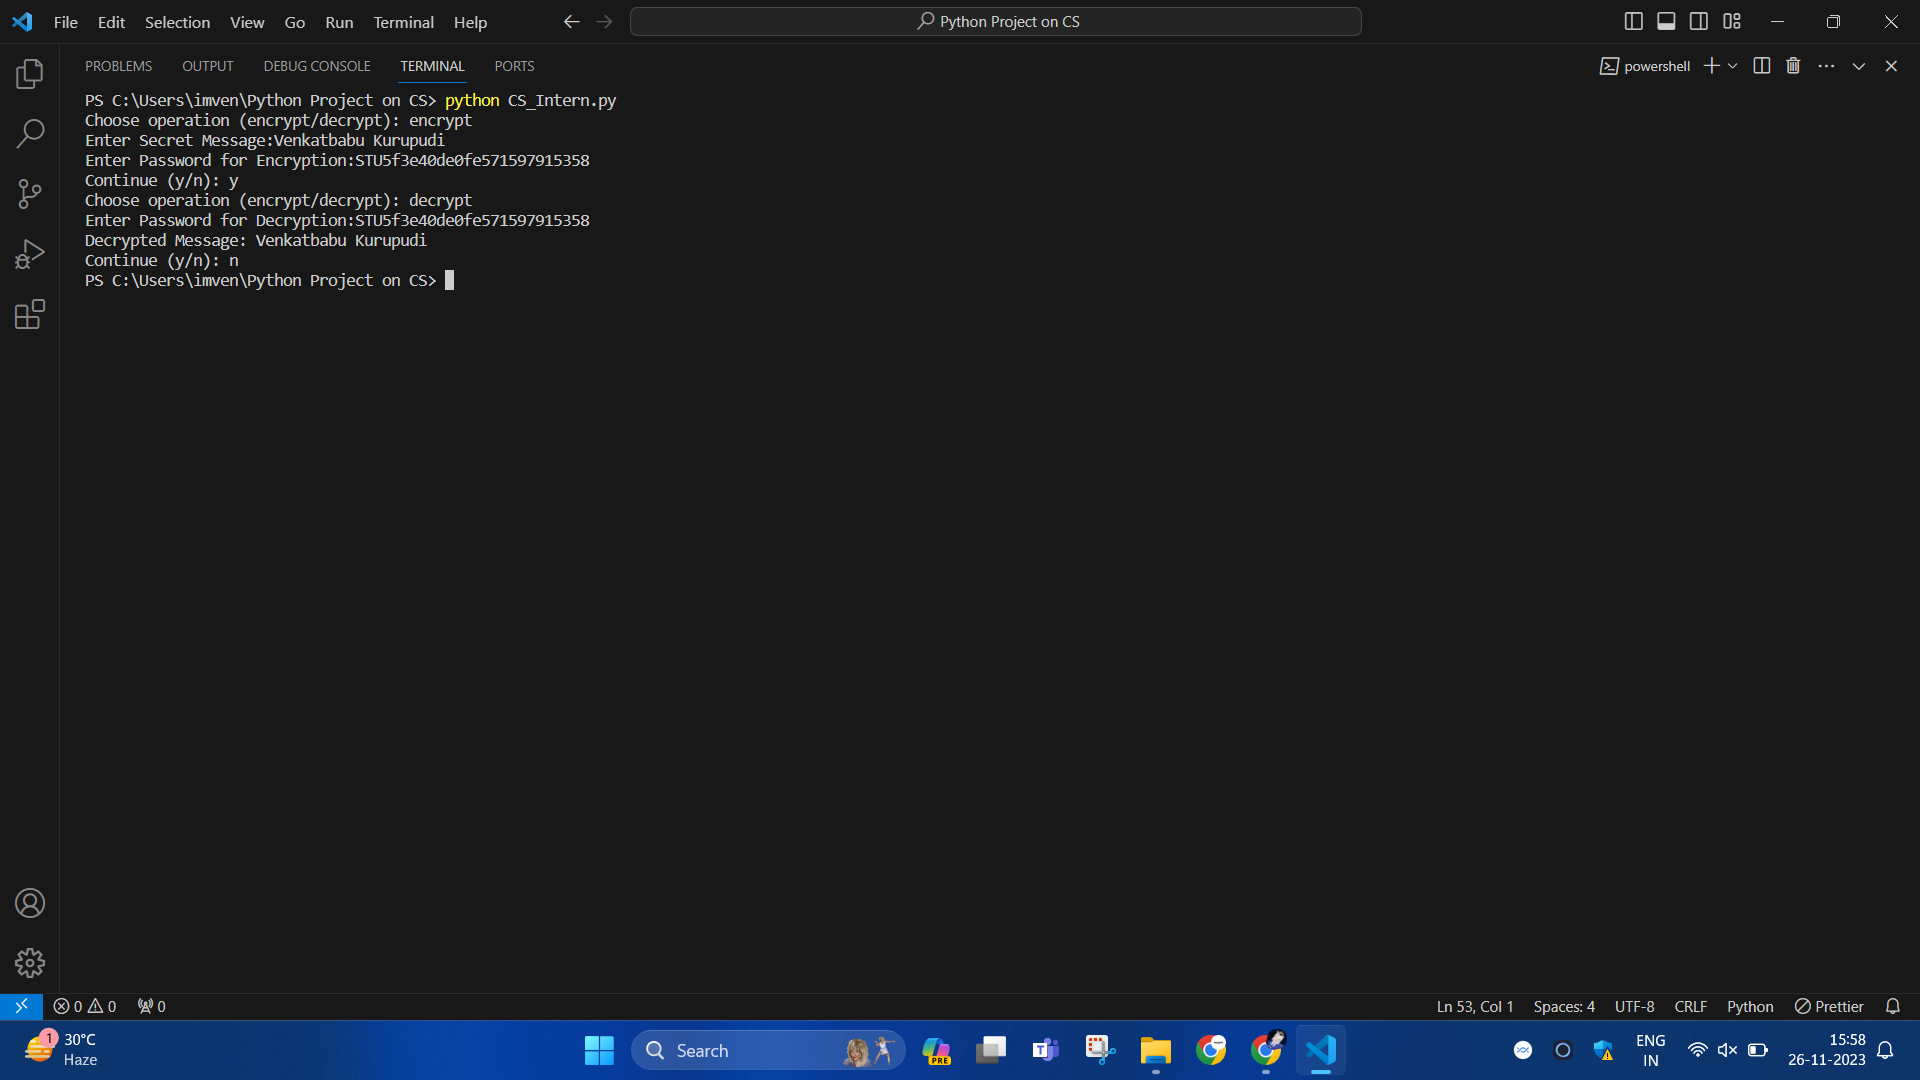 File Edit Selection View Go Run Terminal Help
Python Project on CS
PROBLEMS OUTPUT DEBUG CONSOLE TERMINAL PORTS
powershell
PS C:\Users\imven\Python Project on CS> python CS_Intern.py
Choose operation (encrypt/decrypt): encrypt
Enter Secret Message:Venkatbabu Kurupudi
Enter Password for Encryption:STU5f3e40de0fe571597915358
Continue (y/n): y
Choose operation (encrypt/decrypt): decrypt
Enter Password for Decryption:STU5f3e40de0fe571597915358
Decrypted Message: Venkatbabu Kurupudi
Continue (y/n): n
PS C:\Users\imven\Python Project on CS>
0 0 0
Ln 53, Col 1 Spaces: 4 UTF-8 CRLF Python Prettier
1
30°C
Haze
Search
PRE
ENG
IN
15:58
26-11-2023